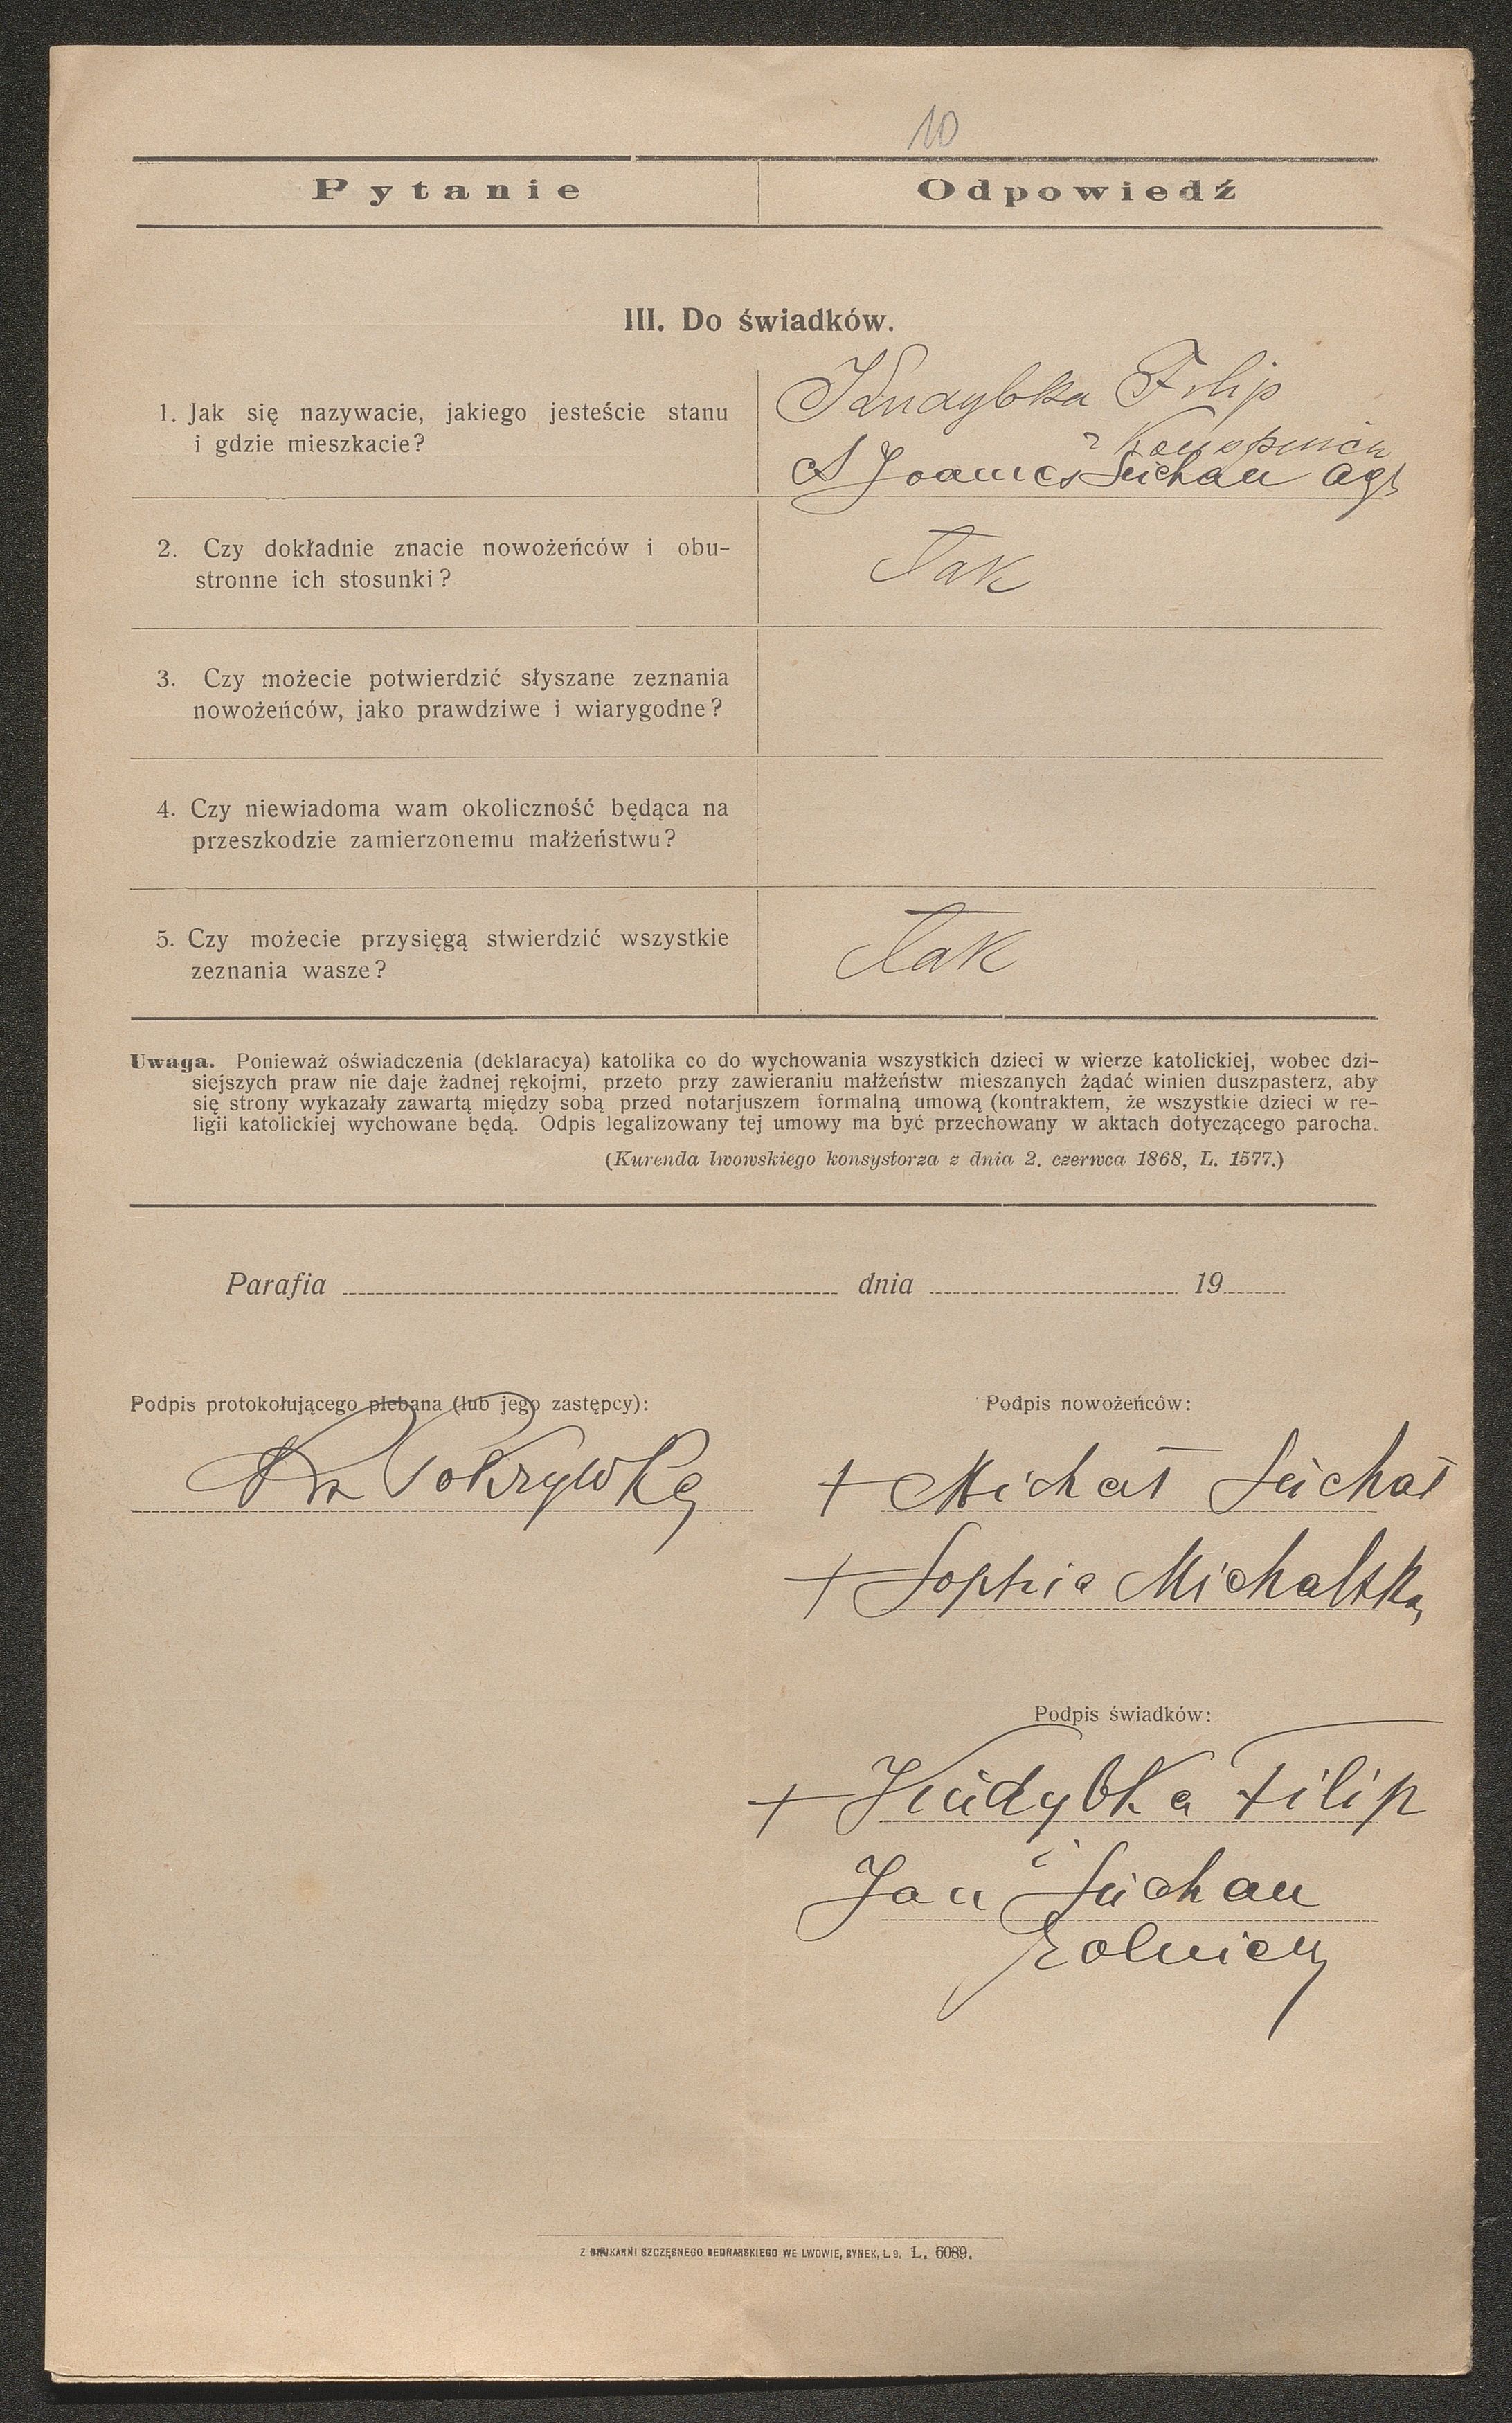 10
Pytanie Odpowiedź
III. Do świadków.
1. Jak się nazywacie, jakiego jesteście stanu
i gdzie mieszkacie?
Kudybka Filip
z
& Joannes Suchan agr
2. Czy dokładnie znacie nowożeńców i obu-
stronne ich stosunki?
Tak
3. Czy możecie potwierdzić słyszane zeznania
nowożeńców, jako prawdziwe i wiarygodne?
4. Czy niewiadoma wam okoliczność będąca na
przeszkodzie zamierzonemu małżeństwu?
5. Czy możecie przysięgą stwierdzić wszystkie
zeznania wasze?
Tak
Uwaga. Ponieważ oświadczenia (deklaracya) katolika co do wychowania wszystkich dzieci w wierze katolickiej, wobec dzi-
siejszych praw nie daje żadnej rękojmi, przeto przy zawieraniu małżeństw mieszanych żądać winien duszpasterz, aby
się strony wykazały zawartą między sobą przed notarjuszem formalną umową (kontraktem, że wszystkie dzieci w re-
ligii katolickiej wychowane będą. Odpis legalizowany tej umowy ma być przechowany w aktach dotyczącego parocha.
(Kurenda lwowskiego konsystorza z dnia 2. czerwca 1868, L. 1577.)
Parafia dnia 19
Podpis protokołującego plebana (lub jego zastępcy):
Pokrywka
Podpis nowożeńców:
+ Michał Suchał
+ Sophia Michalska
Podpis świadków:
+ Kudybka Filip
Jan Suchan
rolnicy
Z DRUKARNI SZCZĘSNEGO BEDNARSKIEGO WE LWOWIE, RYNEK, L. 9. L. 6089.